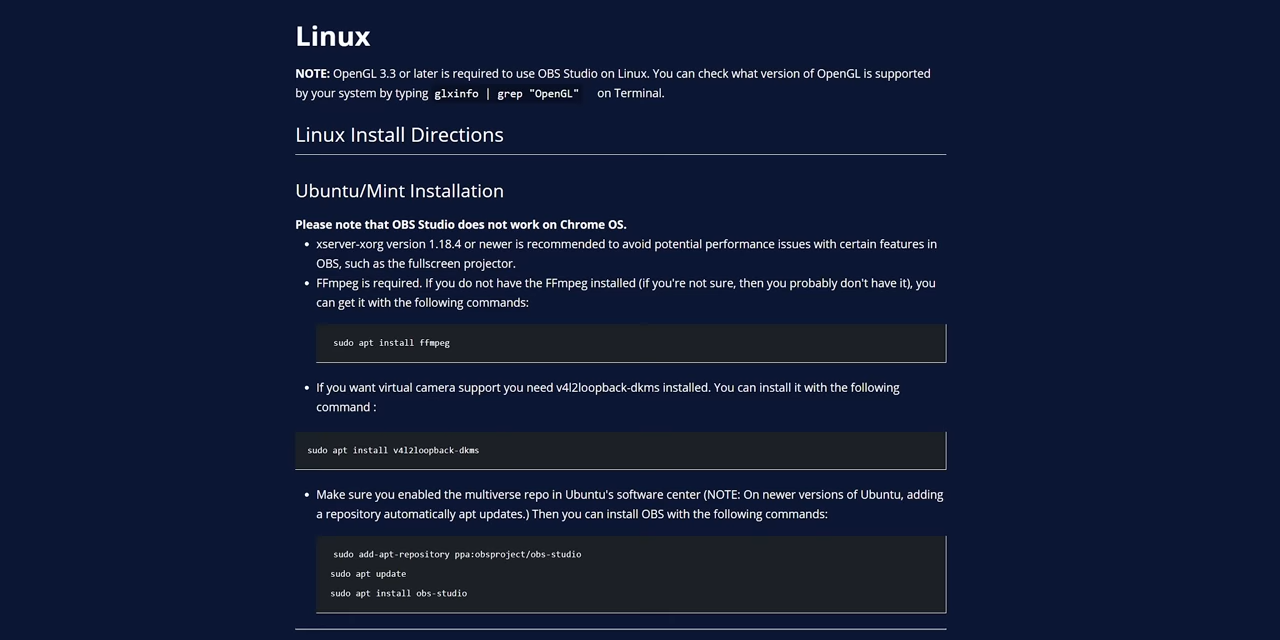 Linux
NOTE: OpenGL 3.3 or later is required to use OBS Studio on Linux. You can check what version of OpenGL is supported
by your system by typing glxinfo | grep "OpenGL" on Terminal.
Linux Install Directions
Ubuntu/Mint Installation
Please note that OBS Studio does not work on Chrome OS.
• xserver-xorg version 1.18.4 or newer is recommended to avoid potential performance issues with certain features in
OBS, such as the fullscreen projector.
• FFmpeg is required. If you do not have the FFmpeg installed (if you're not sure, then you probably don't have it), you
can get it with the following commands:
sudo apt install ffmpeg
• If you want virtual camera support you need v4l2loopback-dkms installed. You can install it with the following
command :
sudo apt install v4l2loopback-dkms
• Make sure you enabled the multiverse repo in Ubuntu's software center (NOTE: On newer versions of Ubuntu, adding
a repository automatically apt updates.) Then you can install OBS with the following commands:
sudo add-apt-repository ppa:obsproject/obs-studio
sudo apt update
sudo apt install obs-studio